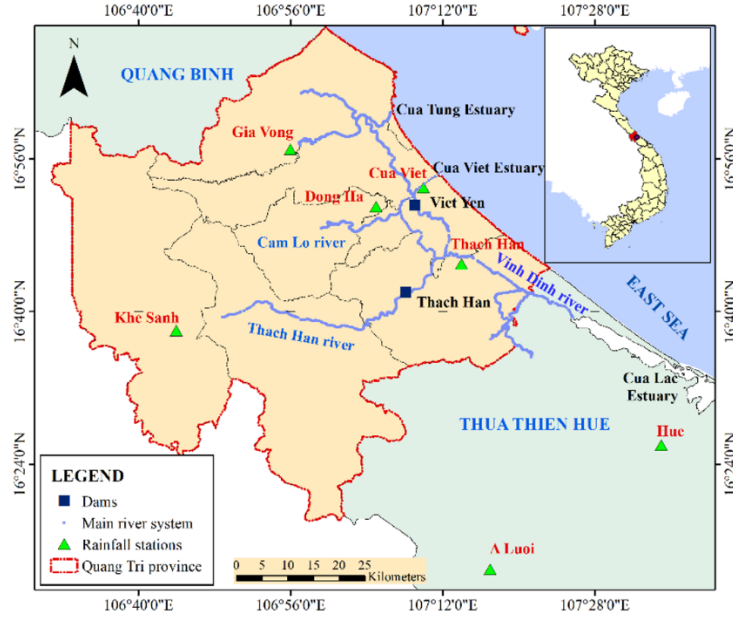 106°40'0"E 106°56'0"E 107°12'0"E 107°28'0"E
N
QUANG BINH
Cua Tung Estuary
Gia Vong
16°56'0"N 16°56'0"N
Cua Viet
Cua Viet Estuary
Dong Ha
Viet Yen
Cam Lo river
Thach Han
Vinh Dinh river
EAST SEA
16°40'0"N 16°40'0"N
Thach Han
Khe Sanh
Thach Han river
Cua Lac
Estuary
THUA THIEN HUE
Hue
16°24'0"N 16°24'0"N
LEGEND
Dams
Main river system
Rainfall stations
Quang Tri province
A Luoi
0 5 10 15 20 25
Kilometers
106°40'0"E 106°56'0"E 107°12'0"E 107°28'0"E